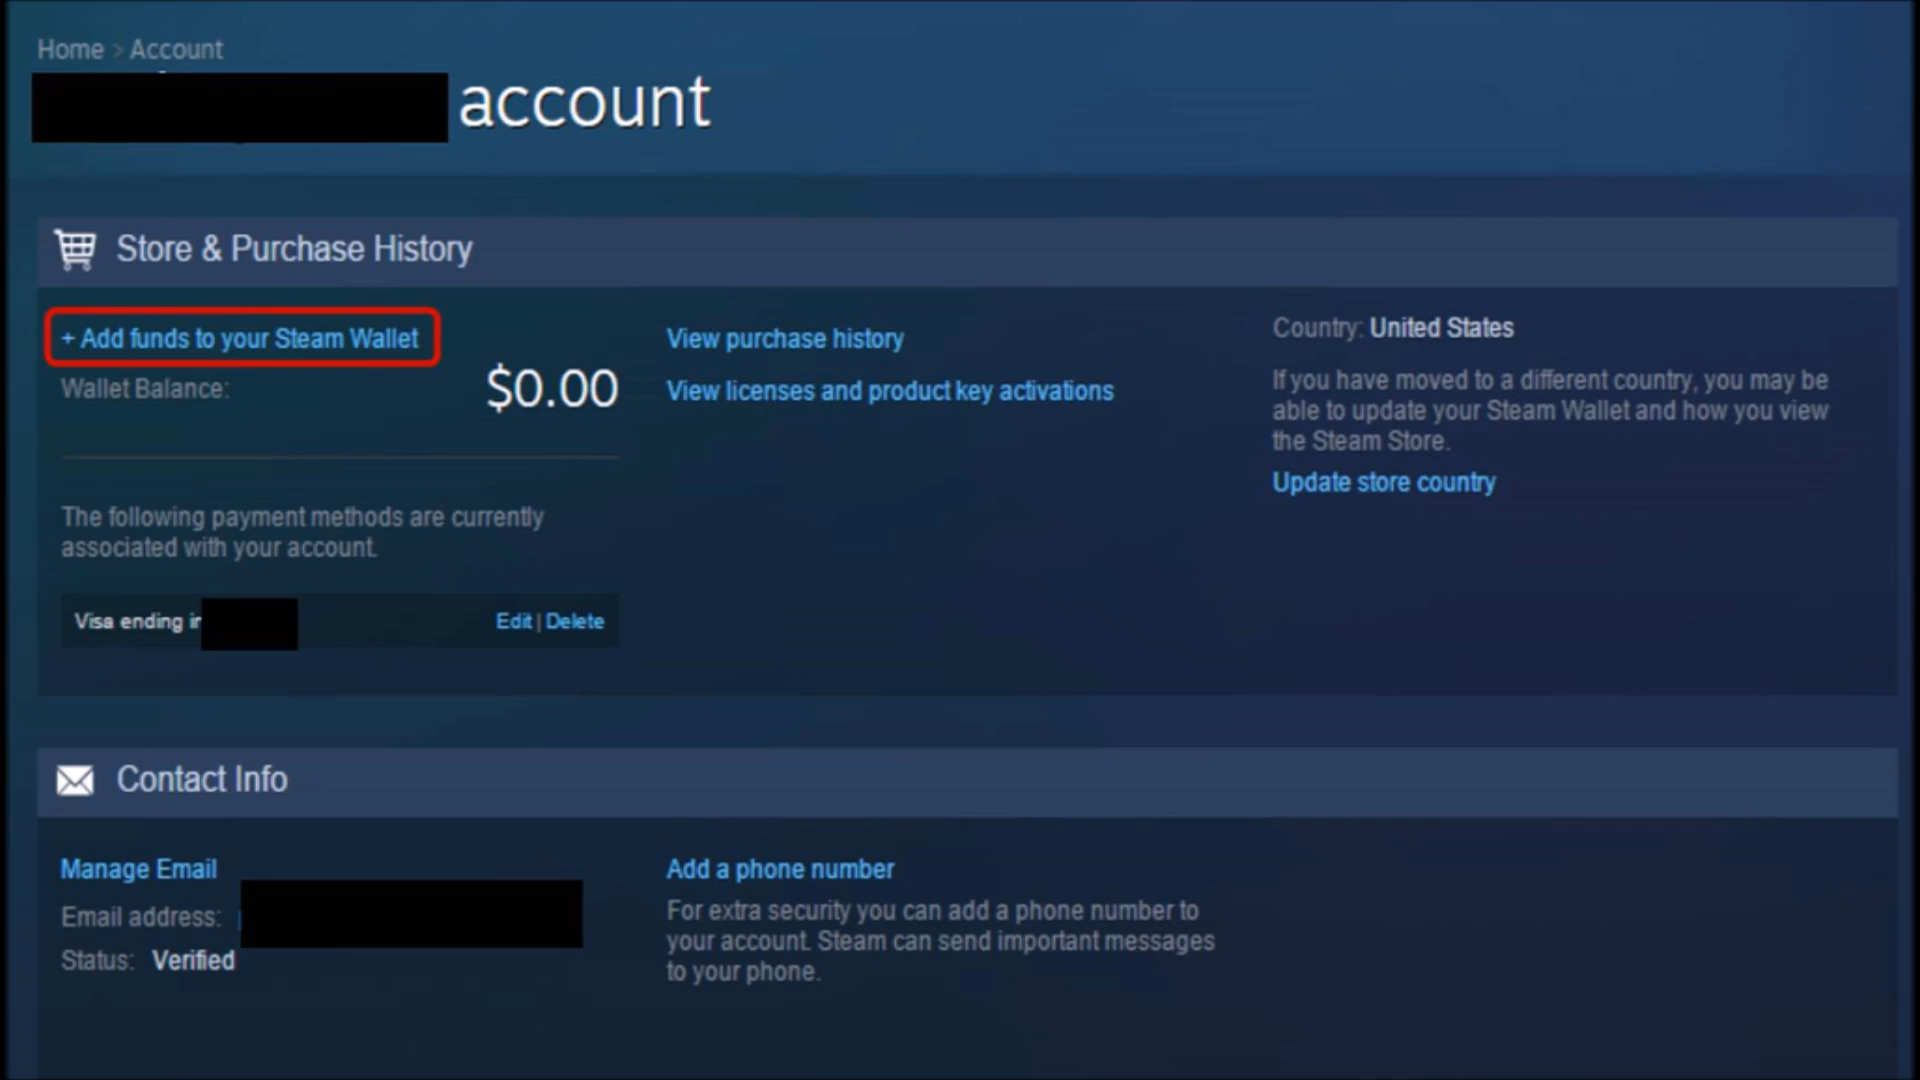 Home > Account
account
Store & Purchase History
+ Add funds to your Steam Wallet
Wallet Balance: $0.00
The following payment methods are currently
associated with your account.
Visa ending in
Edit | Delete
View purchase history
View licenses and product key activations
Country: United States
If you have moved to a different country, you may be
able to update your Steam Wallet and how you view
the Steam Store.
Update store country
Contact Info
Manage Email
Email address:
Status: Verified
Add a phone number
For extra security you can add a phone number to
your account. Steam can send important messages
to your phone.